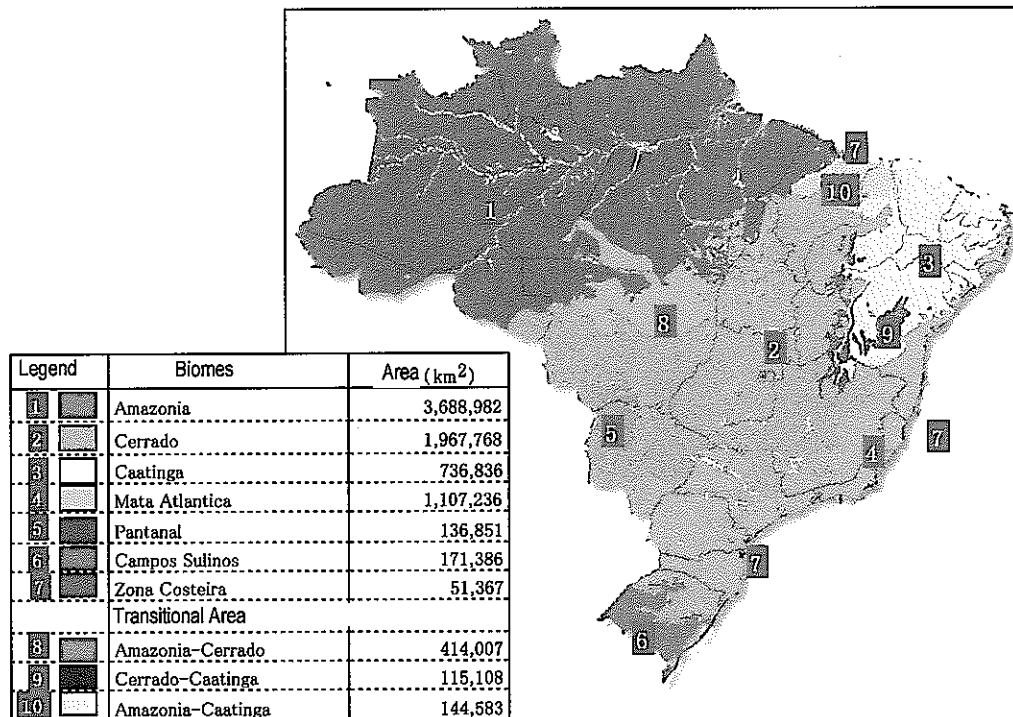 7
10
1
3
8
9
2
5
7
4
7
6
Legend Biomes Area (km²)
1 Amazonia 3,688,982
2 Cerrado 1,967,768
3 Caatinga 736,836
4 Mata Atlantica 1,107,236
5 Pantanal 136,851
6 Campos Sulinos 171,386
7 Zona Costeira 51,367
Transitional Area
8 Amazonia-Cerrado 414,007
9 Cerrado-Caatinga 115,108
10 Amazonia-Caatinga 144,583